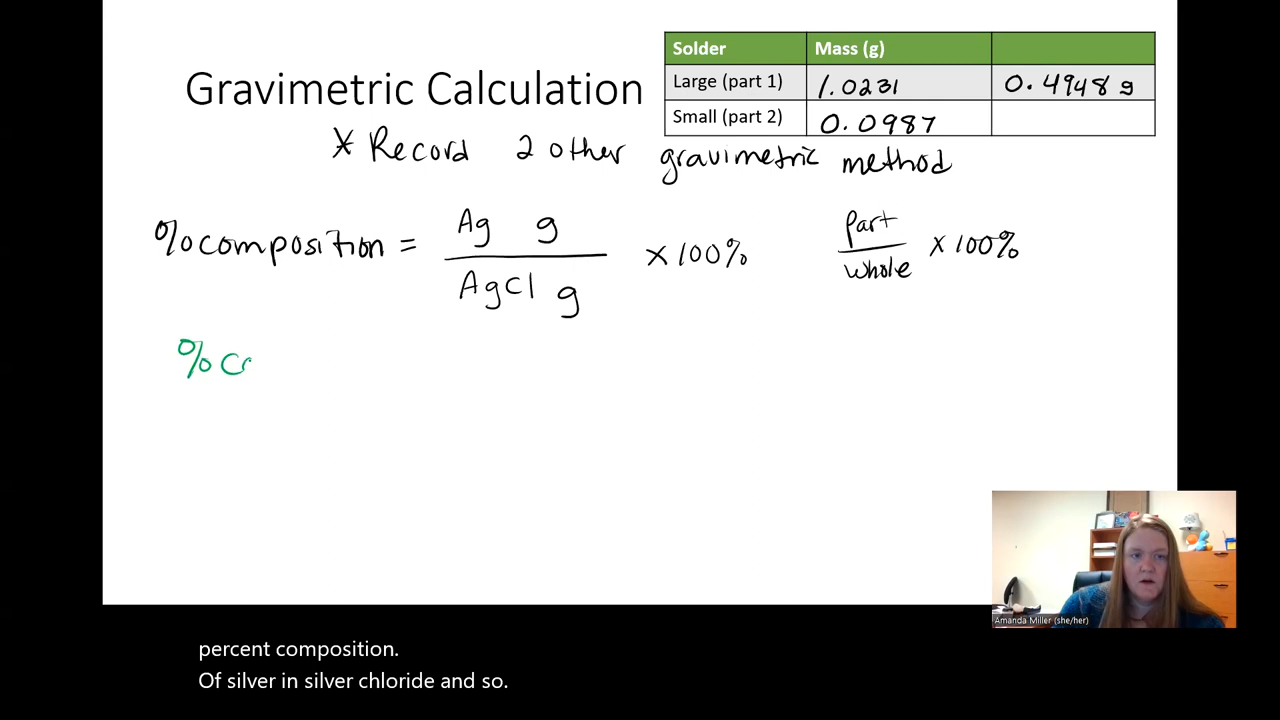 Solder Mass (g)
Gravimetric Calculation
Large (part 1) 1.0231 0.4948 g
Small (part 2) 0.0987
* Record 2 other gravimetric method
%composition = Ag g / AgCl g × 100%
part / whole × 100%
%Co
Amanda Miller (she/her)
percent composition.
Of silver in silver chloride and so.